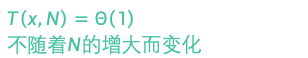 T(x, N) = Θ(1)
不随着N的增大而变化